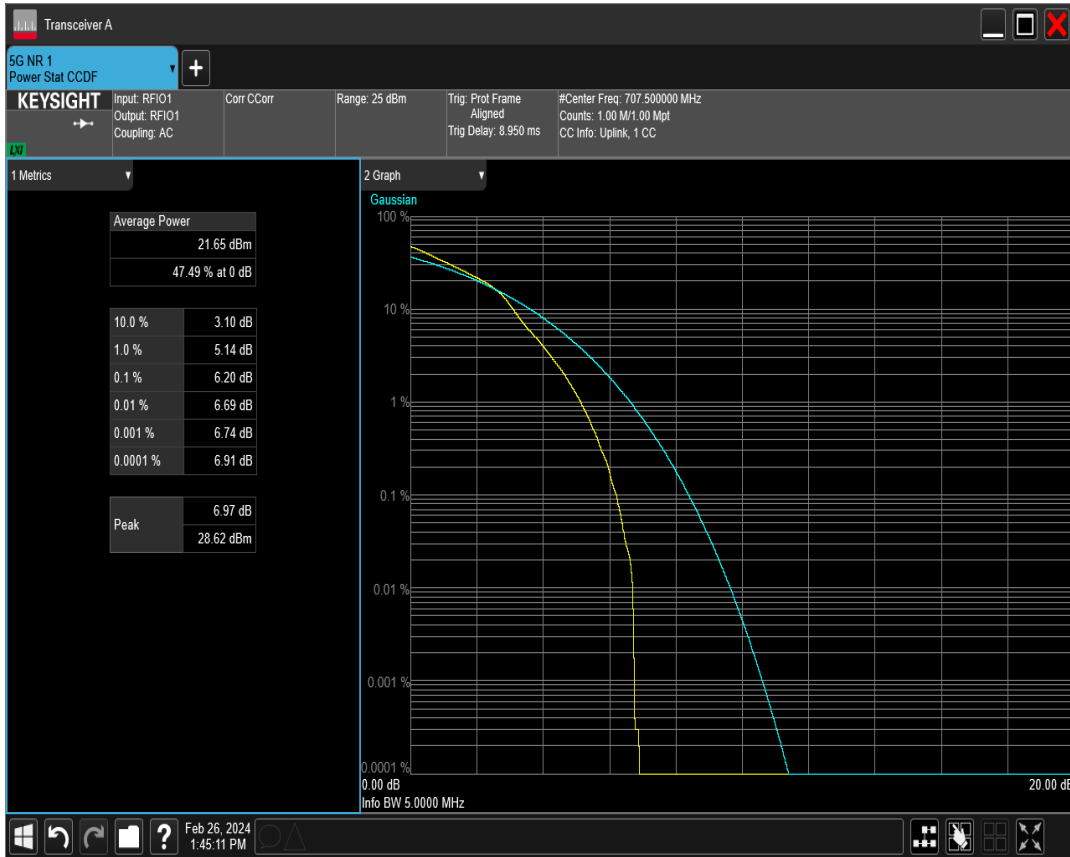 Transceiver A
5G NR 1
Power Stat CCDF
+
KEYSIGHT
LXI
Input: RFIO1
Output: RFIO1
Coupling: AC
Corr CCorr
Range: 25 dBm
Trig: Prot Frame
Aligned
Trig Delay: 8.950 ms
#Center Freq: 707.500000 MHz
Counts: 1.00 M/1.00 Mpt
CC Info: Uplink, 1 CC
1 Metrics
Average Power
21.65 dBm
47.49 % at 0 dB
10.0 % 3.10 dB
1.0 % 5.14 dB
0.1 % 6.20 dB
0.01 % 6.69 dB
0.001 % 6.74 dB
0.0001 % 6.91 dB
Peak
6.97 dB
28.62 dBm
2 Graph
Gaussian
100 %
10 %
1 %
0.1 %
0.01 %
0.001 %
0.0001 %
0.00 dB
20.00 dB
Info BW 5.0000 MHz
?
Feb 26, 2024
1:45:11 PM